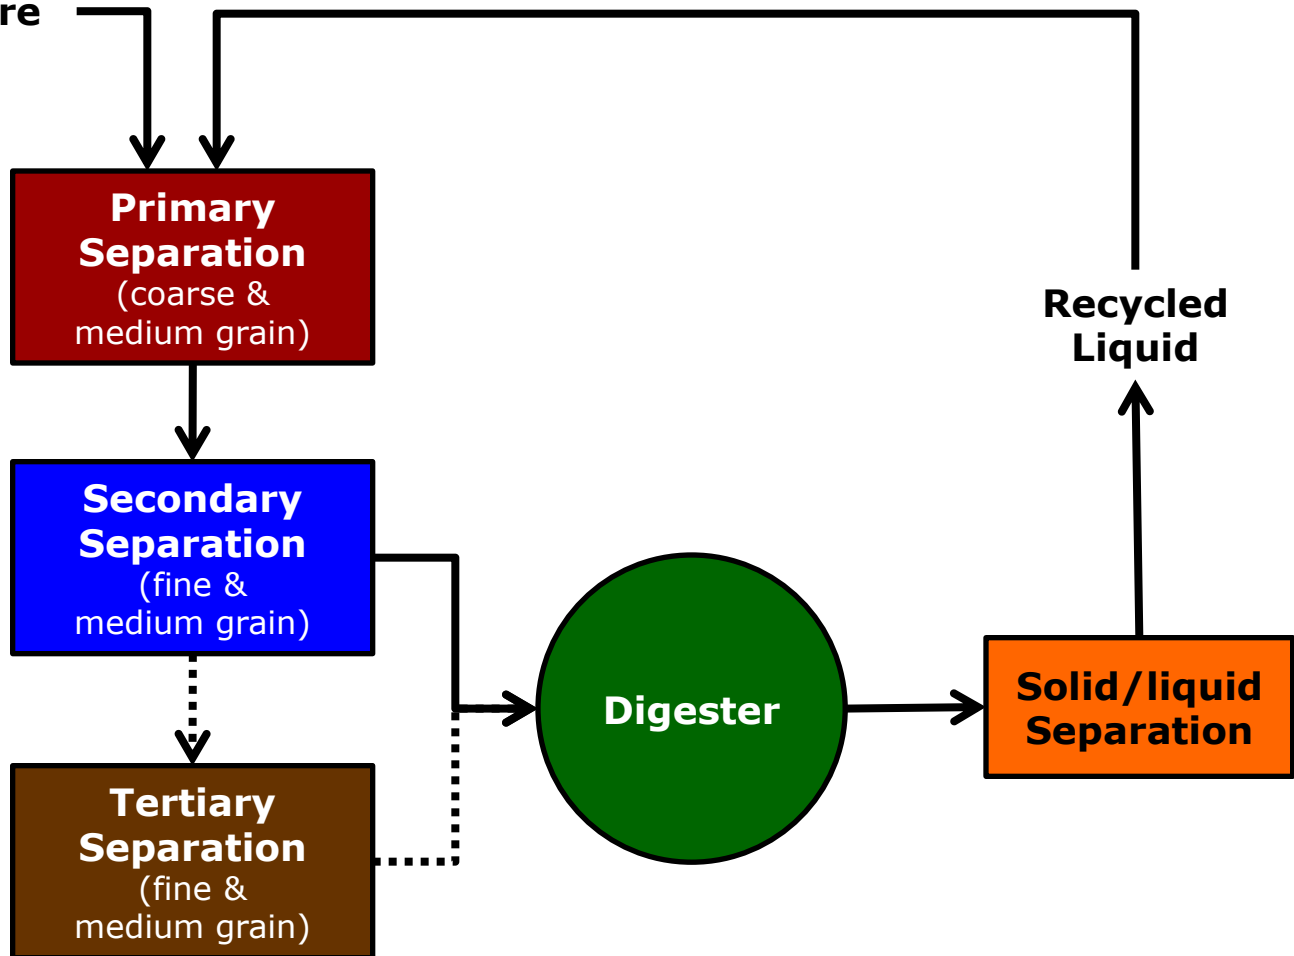 re
Primary
Separation
(coarse &
medium grain)
Recycled
Liquid
Secondary
Separation
(fine &
medium grain)
Digester
Solid/liquid
Separation
Tertiary
Separation
(fine &
medium grain)